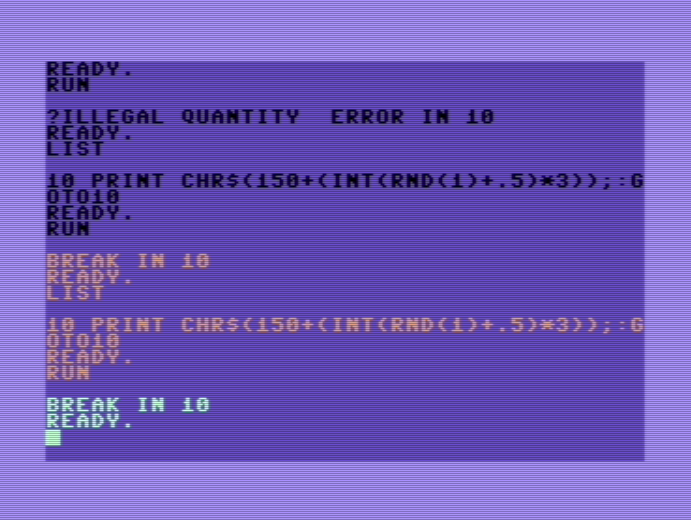 READY.
RUN
?ILLEGAL QUANTITY  ERROR IN 10
READY.
LIST
10 PRINT CHR$(150+(INT(RND(1)+.5)*3));:G
OTO10
READY.
RUN
BREAK IN 10
READY.
LIST
10 PRINT CHR$(150+(INT(RND(1)+.5)*3));:G
OTO10
READY.
RUN
BREAK IN 10
READY.